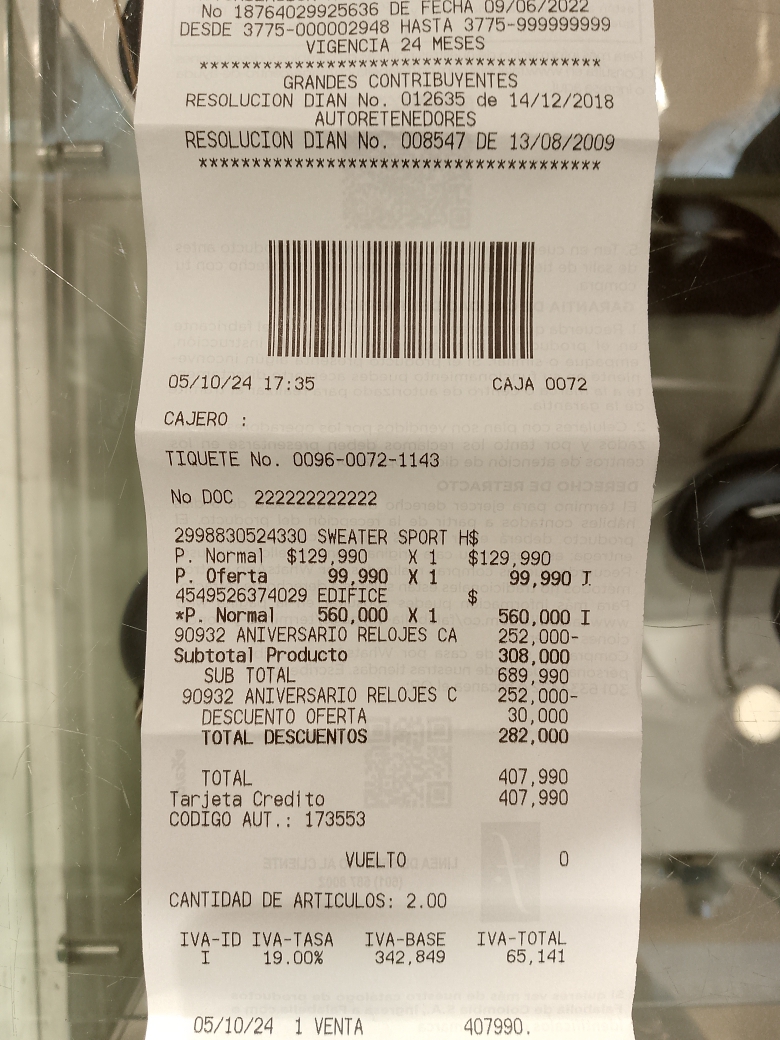 No 18764029925636 DE FECHA 09/06/2022
DESDE 3775-000002948 HASTA 3775-999999999
VIGENCIA 24 MESES
*************************************
GRANDES CONTRIBUYENTES
RESOLUCION DIAN No. 012635 de 14/12/2018
AUTORETENEDORES
RESOLUCION DIAN No. 008547 DE 13/08/2009
*************************************
05/10/24 17:35 CAJA 0072
CAJERO :
TIQUETE No. 0096-0072-1143
No DOC 222222222222
2998830524330 SWEATER SPORT H$
P. Normal $129,990 X 1 $129,990
P. Oferta 99,990 X 1 99,990 I
4549526374029 EDIFICE $
*P. Normal 560,000 X 1 560,000 I
90932 ANIVERSARIO RELOJES CA 252,000-
Subtotal Producto 308,000
SUB TOTAL 689,990
90932 ANIVERSARIO RELOJES C 252,000-
DESCUENTO OFERTA 30,000
TOTAL DESCUENTOS 282,000
TOTAL 407,990
Tarjeta Credito 407,990
CODIGO AUT.: 173553
VUELTO 0
CANTIDAD DE ARTICULOS: 2.00
IVA-ID IVA-TASA IVA-BASE IVA-TOTAL
I 19.00% 342,849 65,141
05/10/24 1 VENTA 407990.